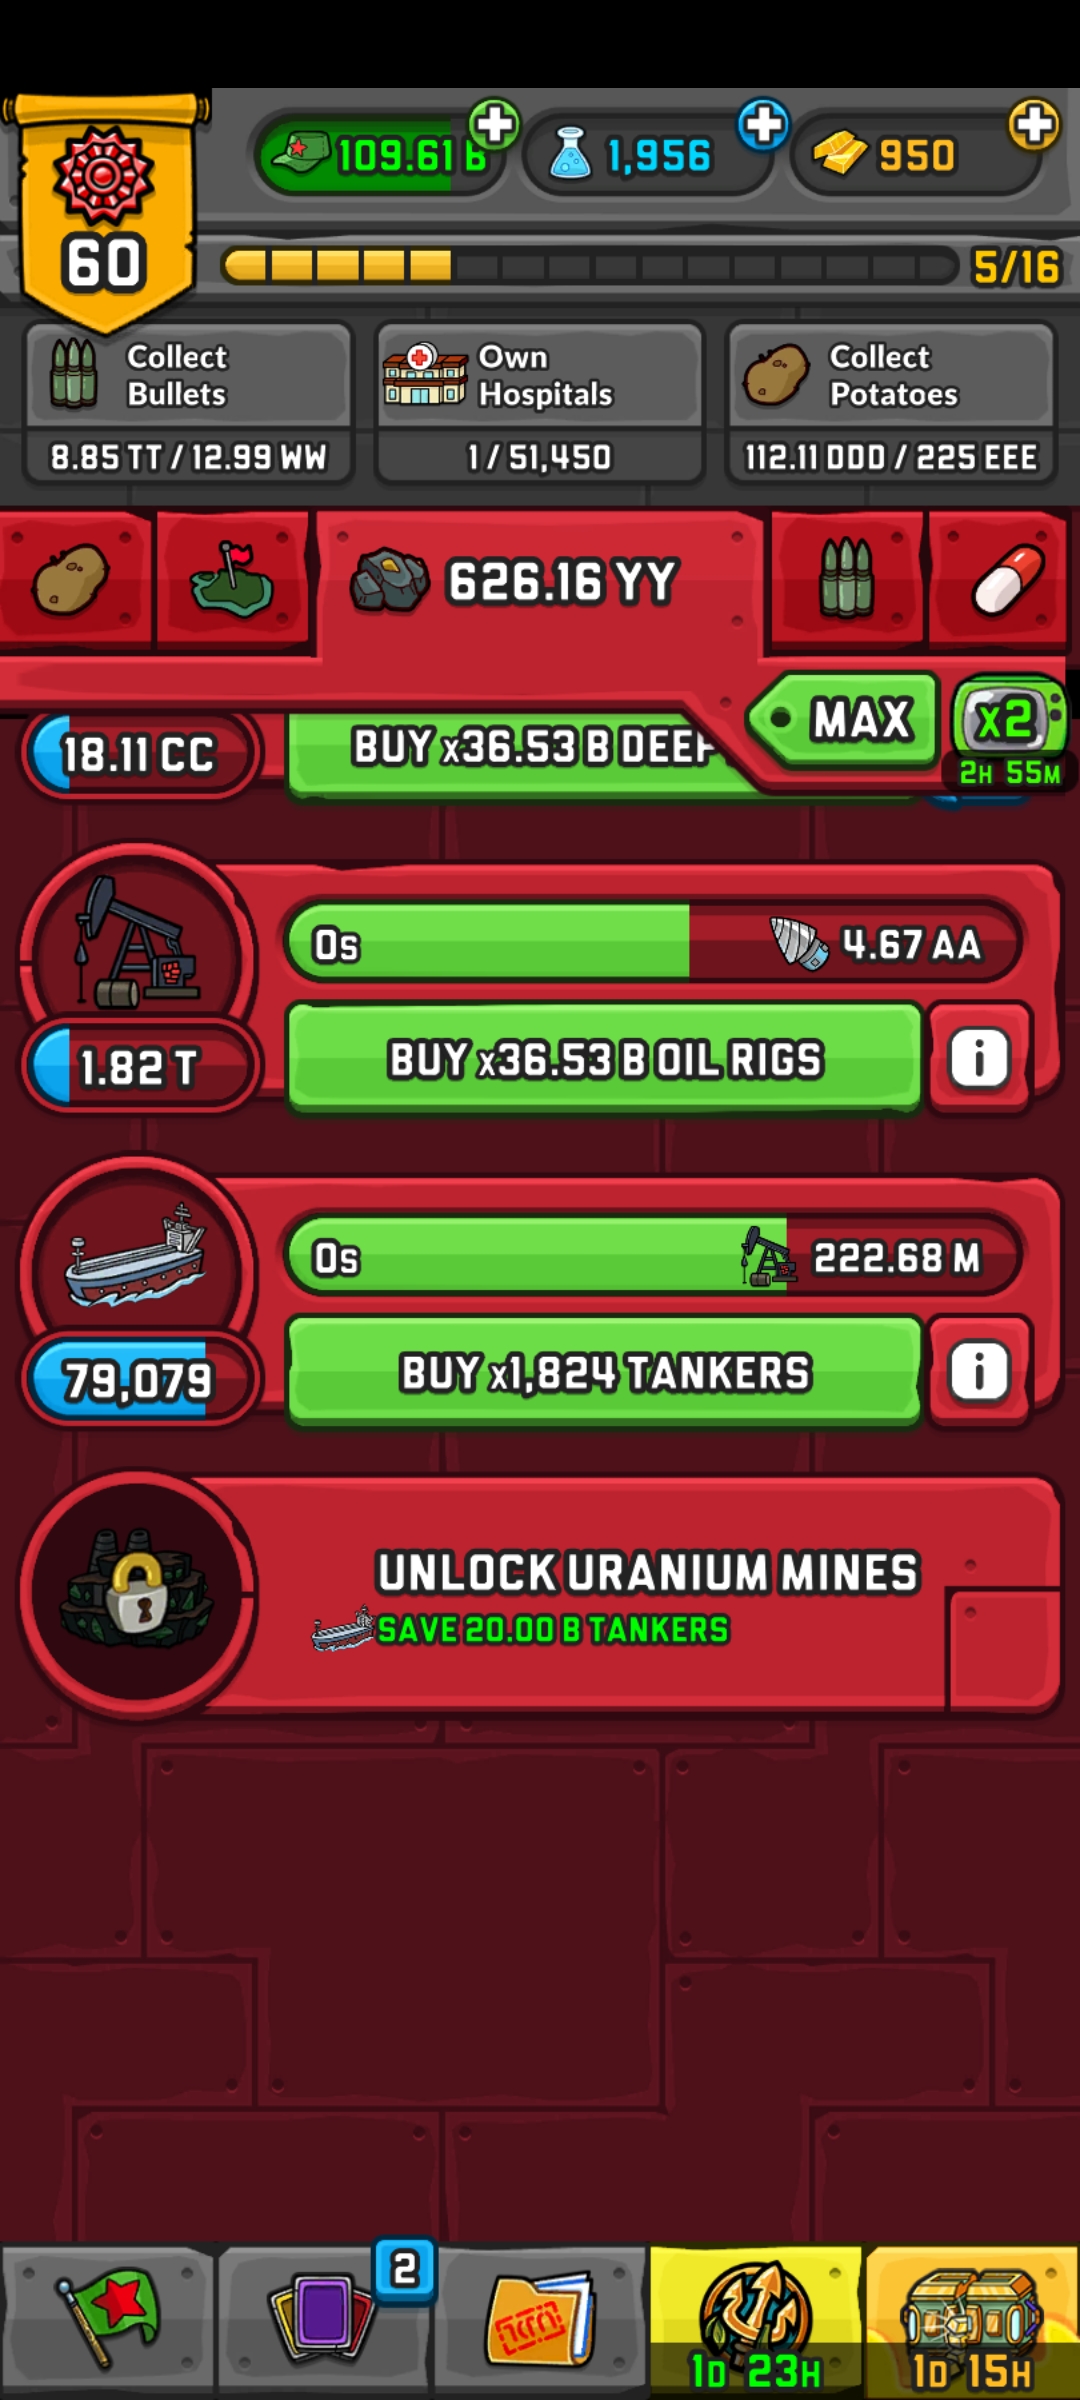 60
109.61 B
1,956
950
5/16
Collect
Bullets
8.85 TT / 12.99 WW
Own
Hospitals
1 / 51,450
Collect
Potatoes
112.11 DDD / 225 EEE
626.16 YY
MAX
x2
2H 55M
18.11 CC
BUY x36.53 B DEEP
0s
4.67 AA
1.82 T
BUY x36.53 B OIL RIGS
i
0s
222.68 M
79,079
BUY x1,824 TANKERS
i
UNLOCK URANIUM MINES
SAVE 20.00 B TANKERS
2
1D 23H
1D 15H